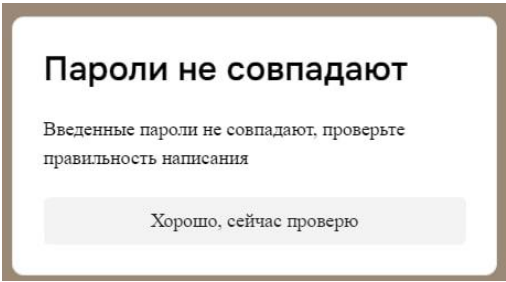 Пароли не совпадают
Введенные пароли не совпадают, проверьте
правильность написания
Хорошо, сейчас проверю